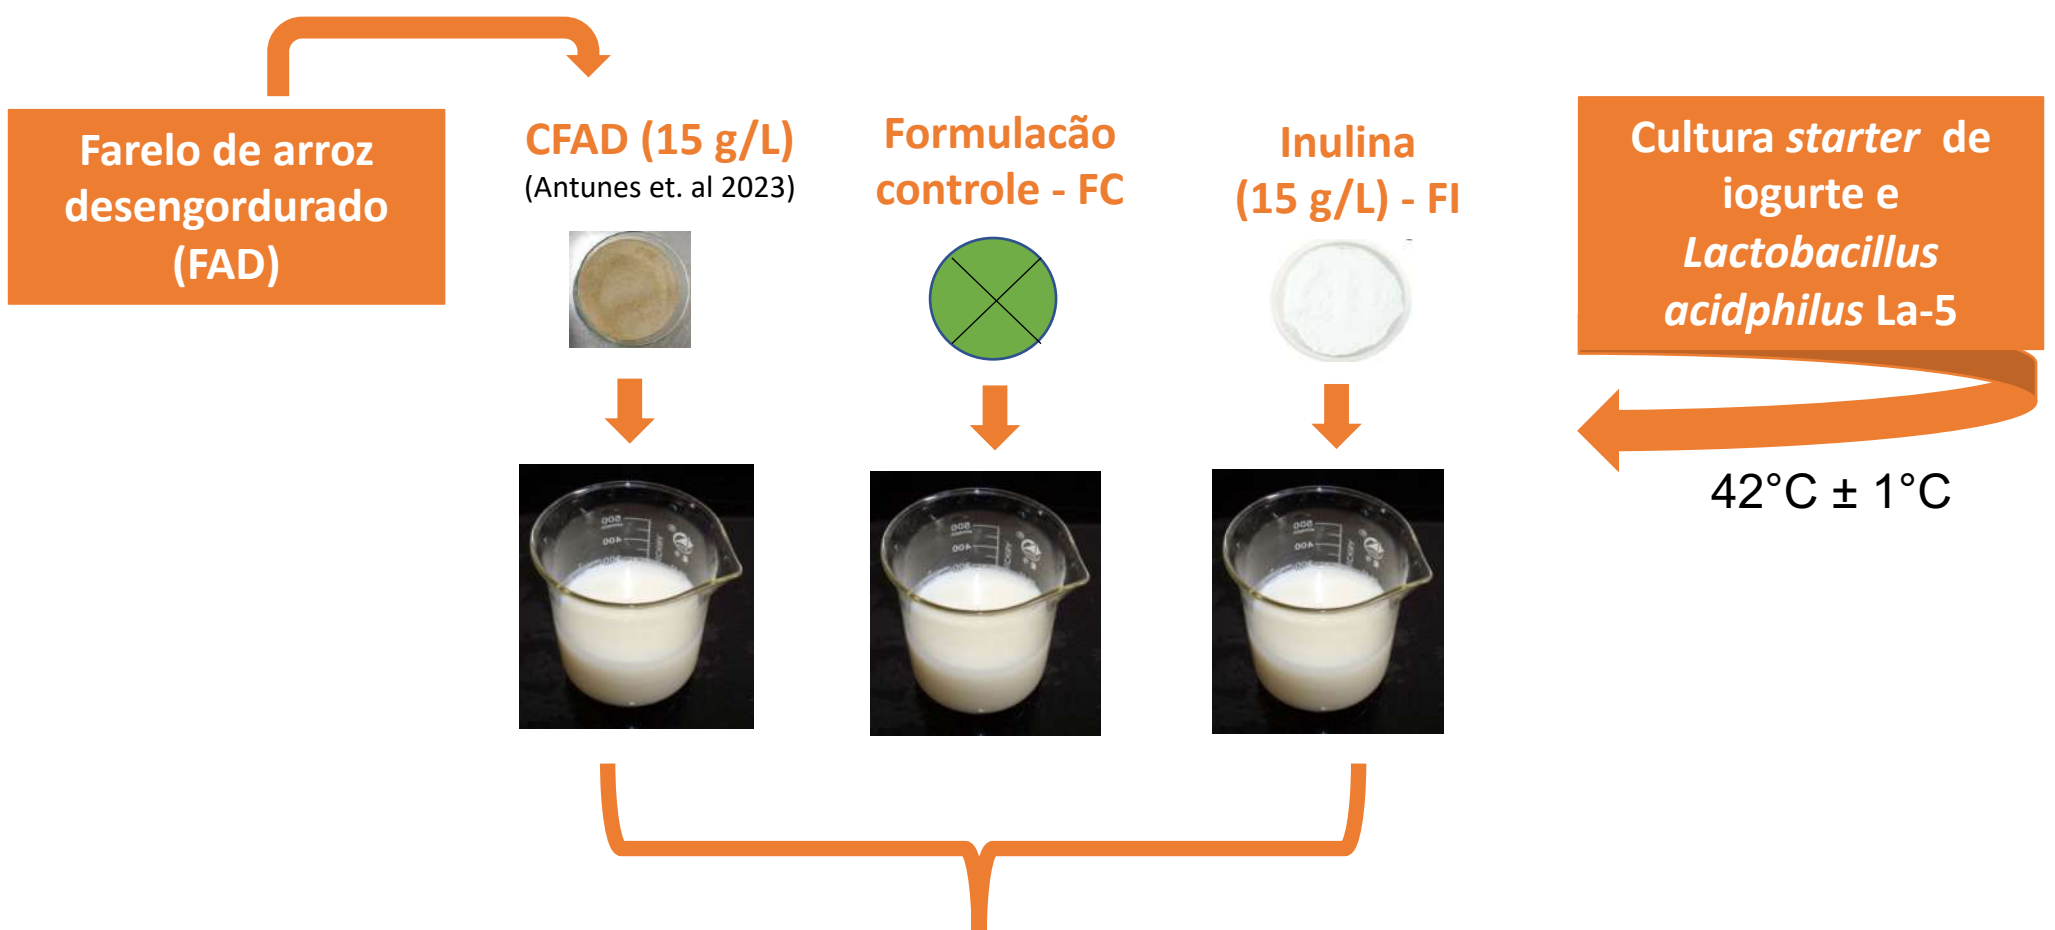 Farelo de arroz
desengordurado
(FAD)
CFAD (15 g/L)
(Antunes et. al 2023)
Formulacão
controle - FC
Inulina
(15 g/L) - FI
Cultura starter de
iogurte e
Lactobacillus
acidphilus La-5
42°C ± 1°C